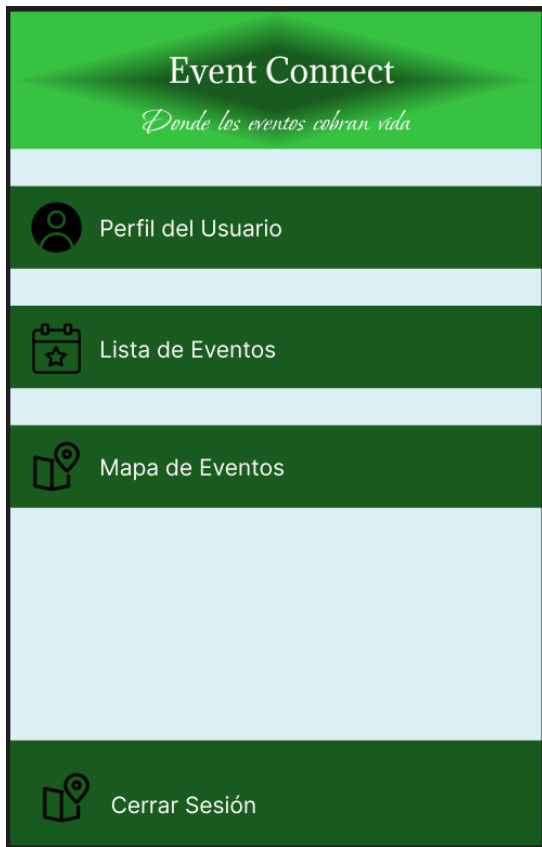 Event Connect
Donde los eventos cobran vida
Perfil del Usuario
Lista de Eventos
Mapa de Eventos
Cerrar Sesión